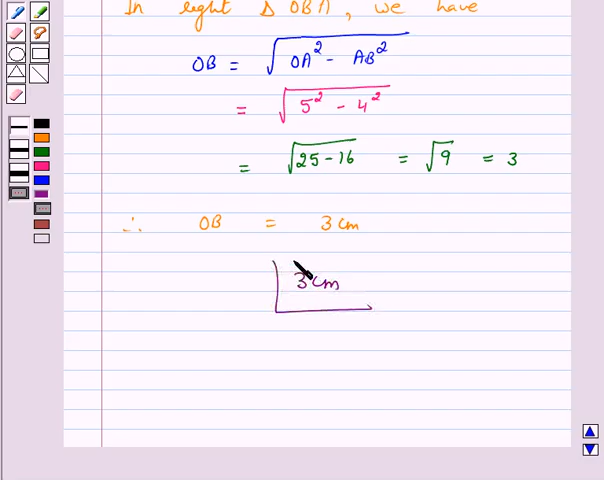 In right Δ OBA, we have
OB = √(OA² - AB²)
= √(5² - 4²)
= √(25-16) = √9 = 3
∴ OB = 3 cm
3 cm